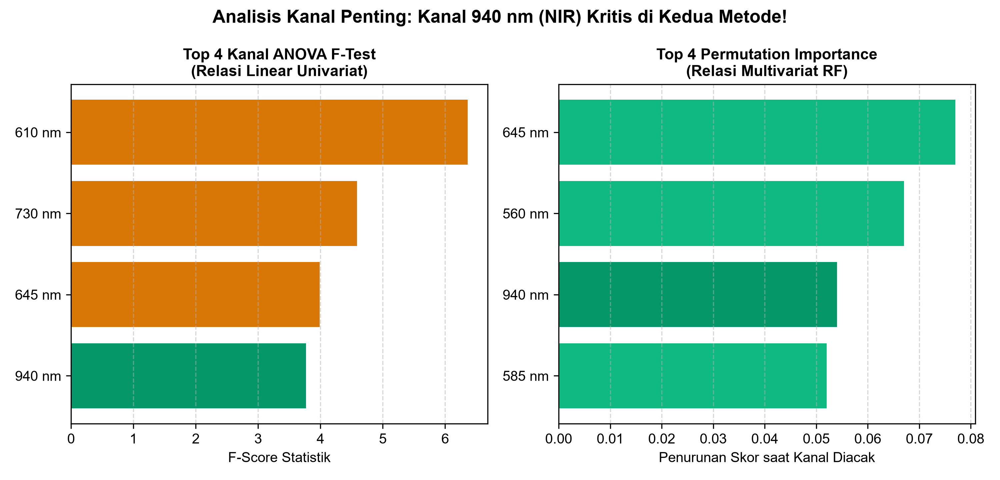 Analisis Kanal Penting: Kanal 940 nm (NIR) Kritis di Kedua Metode!
Top 4 Kanal ANOVA F-Test
(Relasi Linear Univariat)
610 nm
730 nm
645 nm
940 nm
0 1 2 3 4 5 6
F-Score Statistik
Top 4 Permutation Importance
(Relasi Multivariat RF)
645 nm
560 nm
940 nm
585 nm
0.00 0.01 0.02 0.03 0.04 0.05 0.06 0.07 0.08
Penurunan Skor saat Kanal Diacak